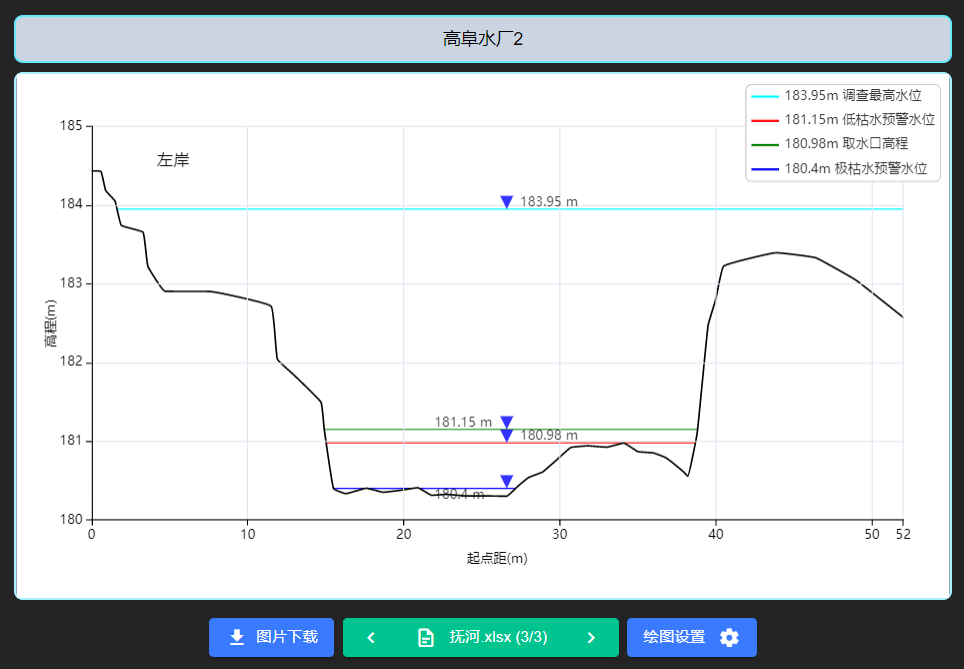 高阜水厂2
183.95m 调查最高水位
181.15m 低枯水预警水位
180.98m 取水口高程
180.4m 极枯水预警水位
185
左岸
184
183.95 m
183
高程(m)
182
181.15 m
181
180.98 m
180.4 m
180
0 10 20 30 40 50 52
起点距(m)
图片下载
抚河.xlsx (3/3)
绘图设置